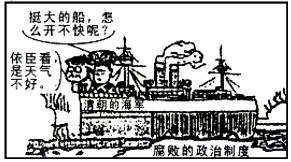 挺大的船，怎
么开不快呢？
依臣看，
是天气
不好。
清朝的海军
腐败的政治制度